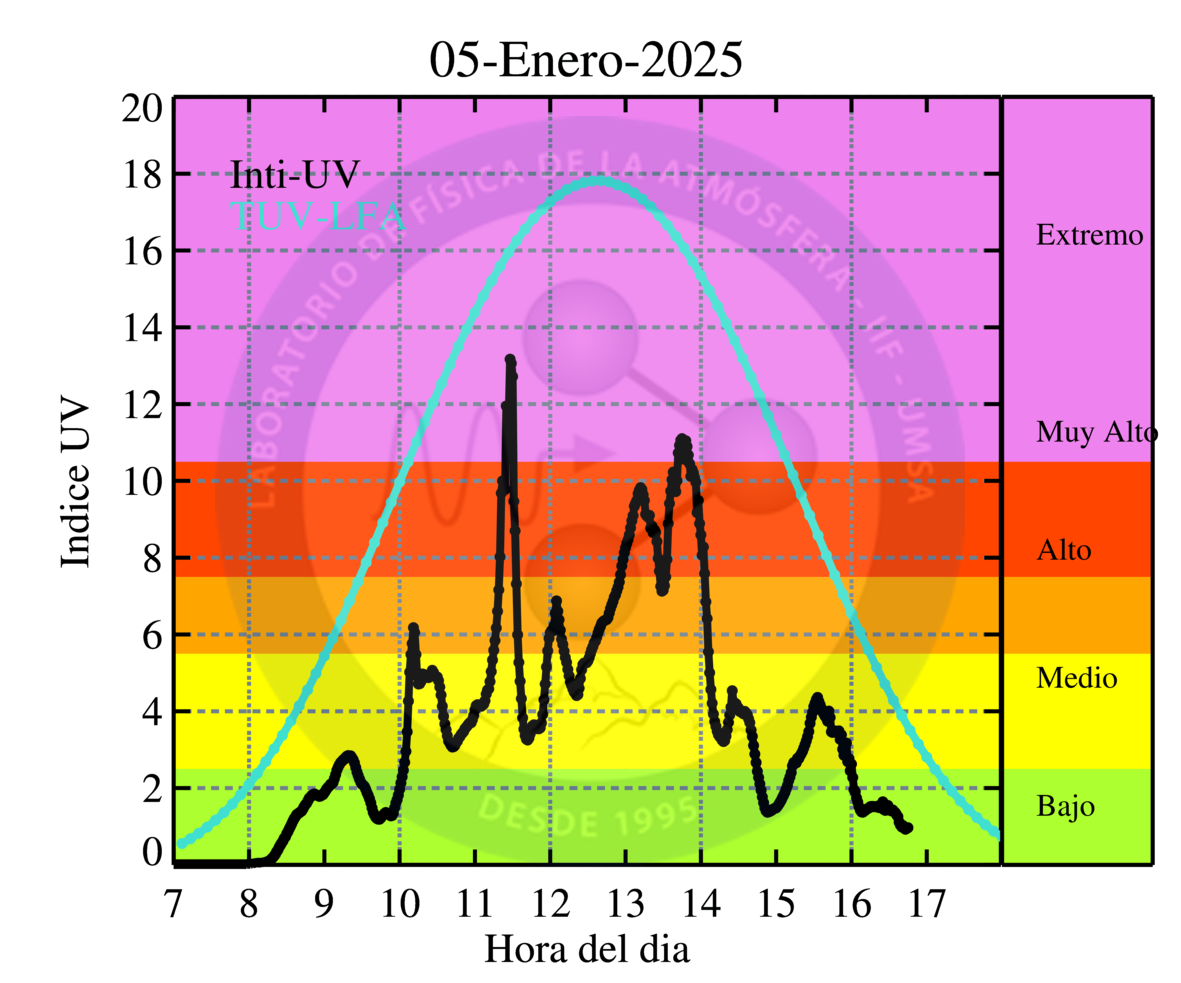 05-Enero-2025
Inti-UV
TUV-LFA
LABORATORIO DE FÍSICA DE LA ATMÓSFERA - IIF - UMSA
DESDE 1995
Indice UV
20
18
16
14
12
10
8
6
4
2
0
7 8 9 10 11 12 13 14 15 16 17
Hora del dia
Extremo
Muy Alto
Alto
Medio
Bajo